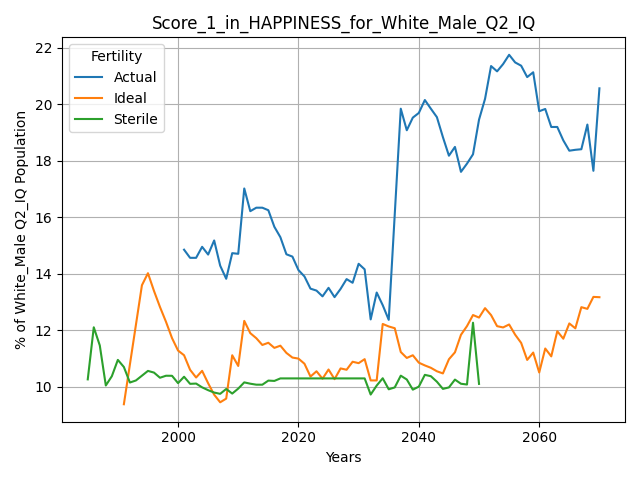 Score_1_in_HAPPINESS_for_White_Male_Q2_IQ
Fertility
Actual
Ideal
Sterile
% of White_Male Q2_IQ Population
22
20
18
16
14
12
10
2000
2020
2040
2060
Years